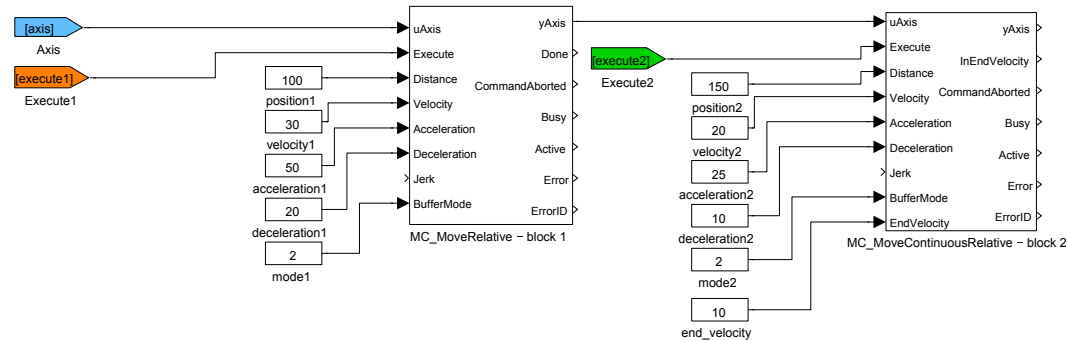 [axis]
Axis
[execute1]
Execute1
100
position1
30
velocity1
50
acceleration1
20
deceleration1
2
mode1
uAxis
Execute
Distance
Velocity
Acceleration
Deceleration
Jerk
BufferMode
yAxis
Done
CommandAborted
Busy
Active
Error
ErrorID
MC_MoveRelative − block 1
[execute2]
Execute2
150
position2
20
velocity2
25
acceleration2
10
deceleration2
2
mode2
10
end_velocity
uAxis
Execute
Distance
Velocity
Acceleration
Deceleration
Jerk
BufferMode
EndVelocity
yAxis
InEndVelocity
CommandAborted
Busy
Active
Error
ErrorID
MC_MoveContinuousRelative − block 2